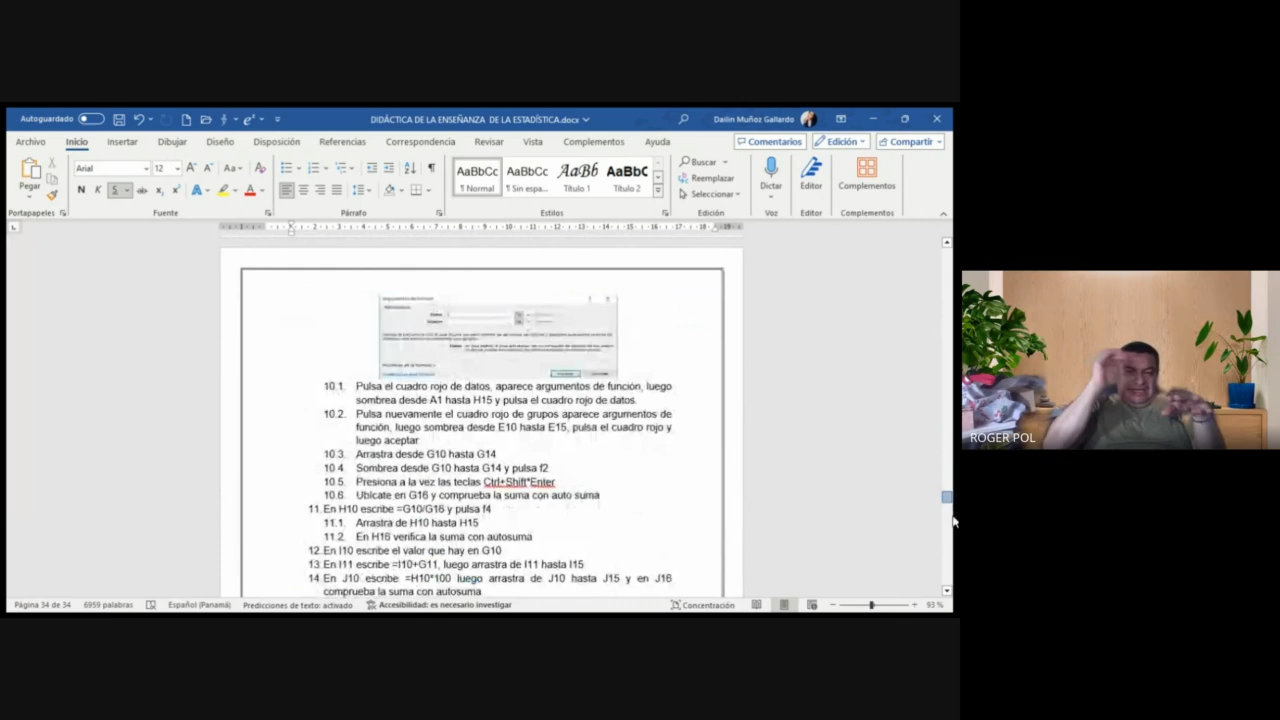 Autoguardado
DIDÁCTICA DE LA ENSEÑANZA DE LA ESTADÍSTICA.docx
Dailin Muñoz Gallardo
Archivo Inicio Insertar Dibujar Diseño Disposición Referencias Correspondencia Revisar Vista Complementos Ayuda
Comentarios Edición Compartir
Pegar
Arial 12
N K S ab
AaBbCc AaBbCc AaBb AaBbC
¶ Normal ¶ Sin espa... Título 1 Título 2
Buscar
Reemplazar
Seleccionar
Dictar Editor Complementos
Portapapeles Fuente Párrafo Estilos Edición Voz Editor Complementos
10.1. Pulsa el cuadro rojo de datos, aparece argumentos de función, luego
sombrea desde A1 hasta H15 y pulsa el cuadro rojo de datos.
10.2. Pulsa nuevamente el cuadro rojo de grupos aparece argumentos de
función, luego sombrea desde E10 hasta E15, pulsa el cuadro rojo y
luego aceptar
10.3. Arrastra desde G10 hasta G14
10.4. Sombrea desde G10 hasta G14 y pulsa f2
10.5. Presiona a la vez las teclas Ctrl+Shift*Enter
10.6. Ubícate en G16 y comprueba la suma con auto suma
11. En H10 escribe =G10/G16 y pulsa f4
11.1. Arrastra de H10 hasta H15
11.2. En H16 verifica la suma con autosuma
12. En I10 escribe el valor que hay en G10
13. En I11 escribe =I10+G11, luego arrastra de I11 hasta I15
14. En J10 escribe =H10*100 luego arrastra de J10 hasta J15 y en J16
comprueba la suma con autosuma
Página 34 de 34 6959 palabras Español (Panamá) Predicciones de texto: activado Accesibilidad: es necesario investigar Concentración 93 %
ROGER POL